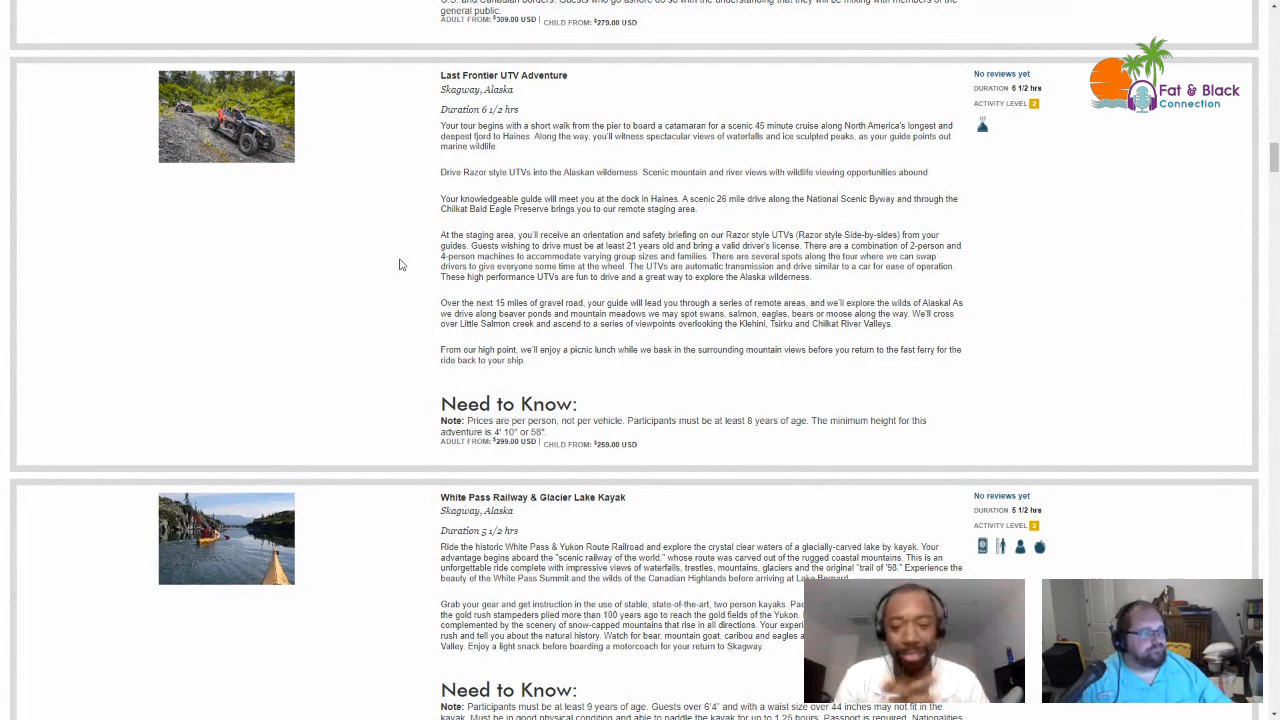 U.S. and Canadian borders. Guests who go ashore do so with the understanding that they will be mixing with members of the
general public.
ADULT FROM: $309.00 USD | CHILD FROM: $279.00 USD
Last Frontier UTV Adventure
Skagway, Alaska
Duration 6 1/2 hrs
Your tour begins with a short walk from the pier to board a catamaran for a scenic 45 minute cruise along North America's longest and
deepest fjord to Haines. Along the way, you'll witness spectacular views of waterfalls and ice sculpted peaks, as your guide points out
marine wildlife.
Drive Razor style UTVs into the Alaskan wilderness. Scenic mountain and river views with wildlife viewing opportunities abound.
Your knowledgeable guide will meet you at the dock in Haines. A scenic 26 mile drive along the National Scenic Byway and through the
Chilkat Bald Eagle Preserve brings you to our remote staging area.
At the staging area, you'll receive an orientation and safety briefing on our Razor style UTVs (Razor style Side-by-sides) from your
guides. Guests wishing to drive must be at least 21 years old and bring a valid driver's license. There are a combination of 2-person and
4-person machines to accommodate varying group sizes and families. There are several spots along the tour where we can swap
drivers to give everyone some time at the wheel. The UTVs are automatic transmission and drive similar to a car for ease of operation.
These high performance UTVs are fun to drive and a great way to explore the Alaska wilderness.
Over the next 15 miles of gravel road, your guide will lead you through a series of remote areas, and we'll explore the wilds of Alaska! As
we drive along beaver ponds and mountain meadows we may spot swans, salmon, eagles, bears or moose along the way. We'll cross
over Little Salmon creek and ascend to a series of viewpoints overlooking the Klehini, Tsirku and Chilkat River Valleys.
From our high point, we'll enjoy a picnic lunch while we bask in the surrounding mountain views before you return to the fast ferry for the
ride back to your ship.
Need to Know:
Note: Prices are per person, not per vehicle. Participants must be at least 8 years of age. The minimum height for this
adventure is 4' 10" or 58".
ADULT FROM: $299.00 USD | CHILD FROM: $259.00 USD
No reviews yet
DURATION 6 1/2 hrs
ACTIVITY LEVEL 2
Fat & Black
Connection
White Pass Railway & Glacier Lake Kayak
Skagway, Alaska
Duration 5 1/2 hrs
Ride the historic White Pass & Yukon Route Railroad and explore the crystal clear waters of a glacially-carved lake by kayak. Your
advantage begins aboard the "scenic railway of the world," whose route was carved out of the rugged coastal mountains. This is an
unforgettable ride complete with impressive views of waterfalls, trestles, mountains, glaciers and the original "trail of '98." Experience the
beauty of the White Pass Summit and the wilds of the Canadian Highlands before arriving at Lake Bernard.
Grab your gear and get instruction in the use of stable, state-of-the-art, two person kayaks.
the gold rush stampeders plied more than 100 years ago to reach the gold fields of the Yukon.
complemented by the scenery of snow-capped mountains that rise in all directions. Your
rush and tell you about the natural history. Watch for bear, mountain goat, caribou and eagles
Valley. Enjoy a light snack before boarding a motorcoach for your return to Skagway.
Need to Know:
Note: Participants must be at least 9 years of age. Guests over 6'4" and with a waist size over 44 inches may not fit in the
kayak. Must be in good physical condition and able to paddle the kayak for up to 1.25 hours. Passport is required. Nationalities
No reviews yet
DURATION 5 1/2 hrs
ACTIVITY LEVEL 2